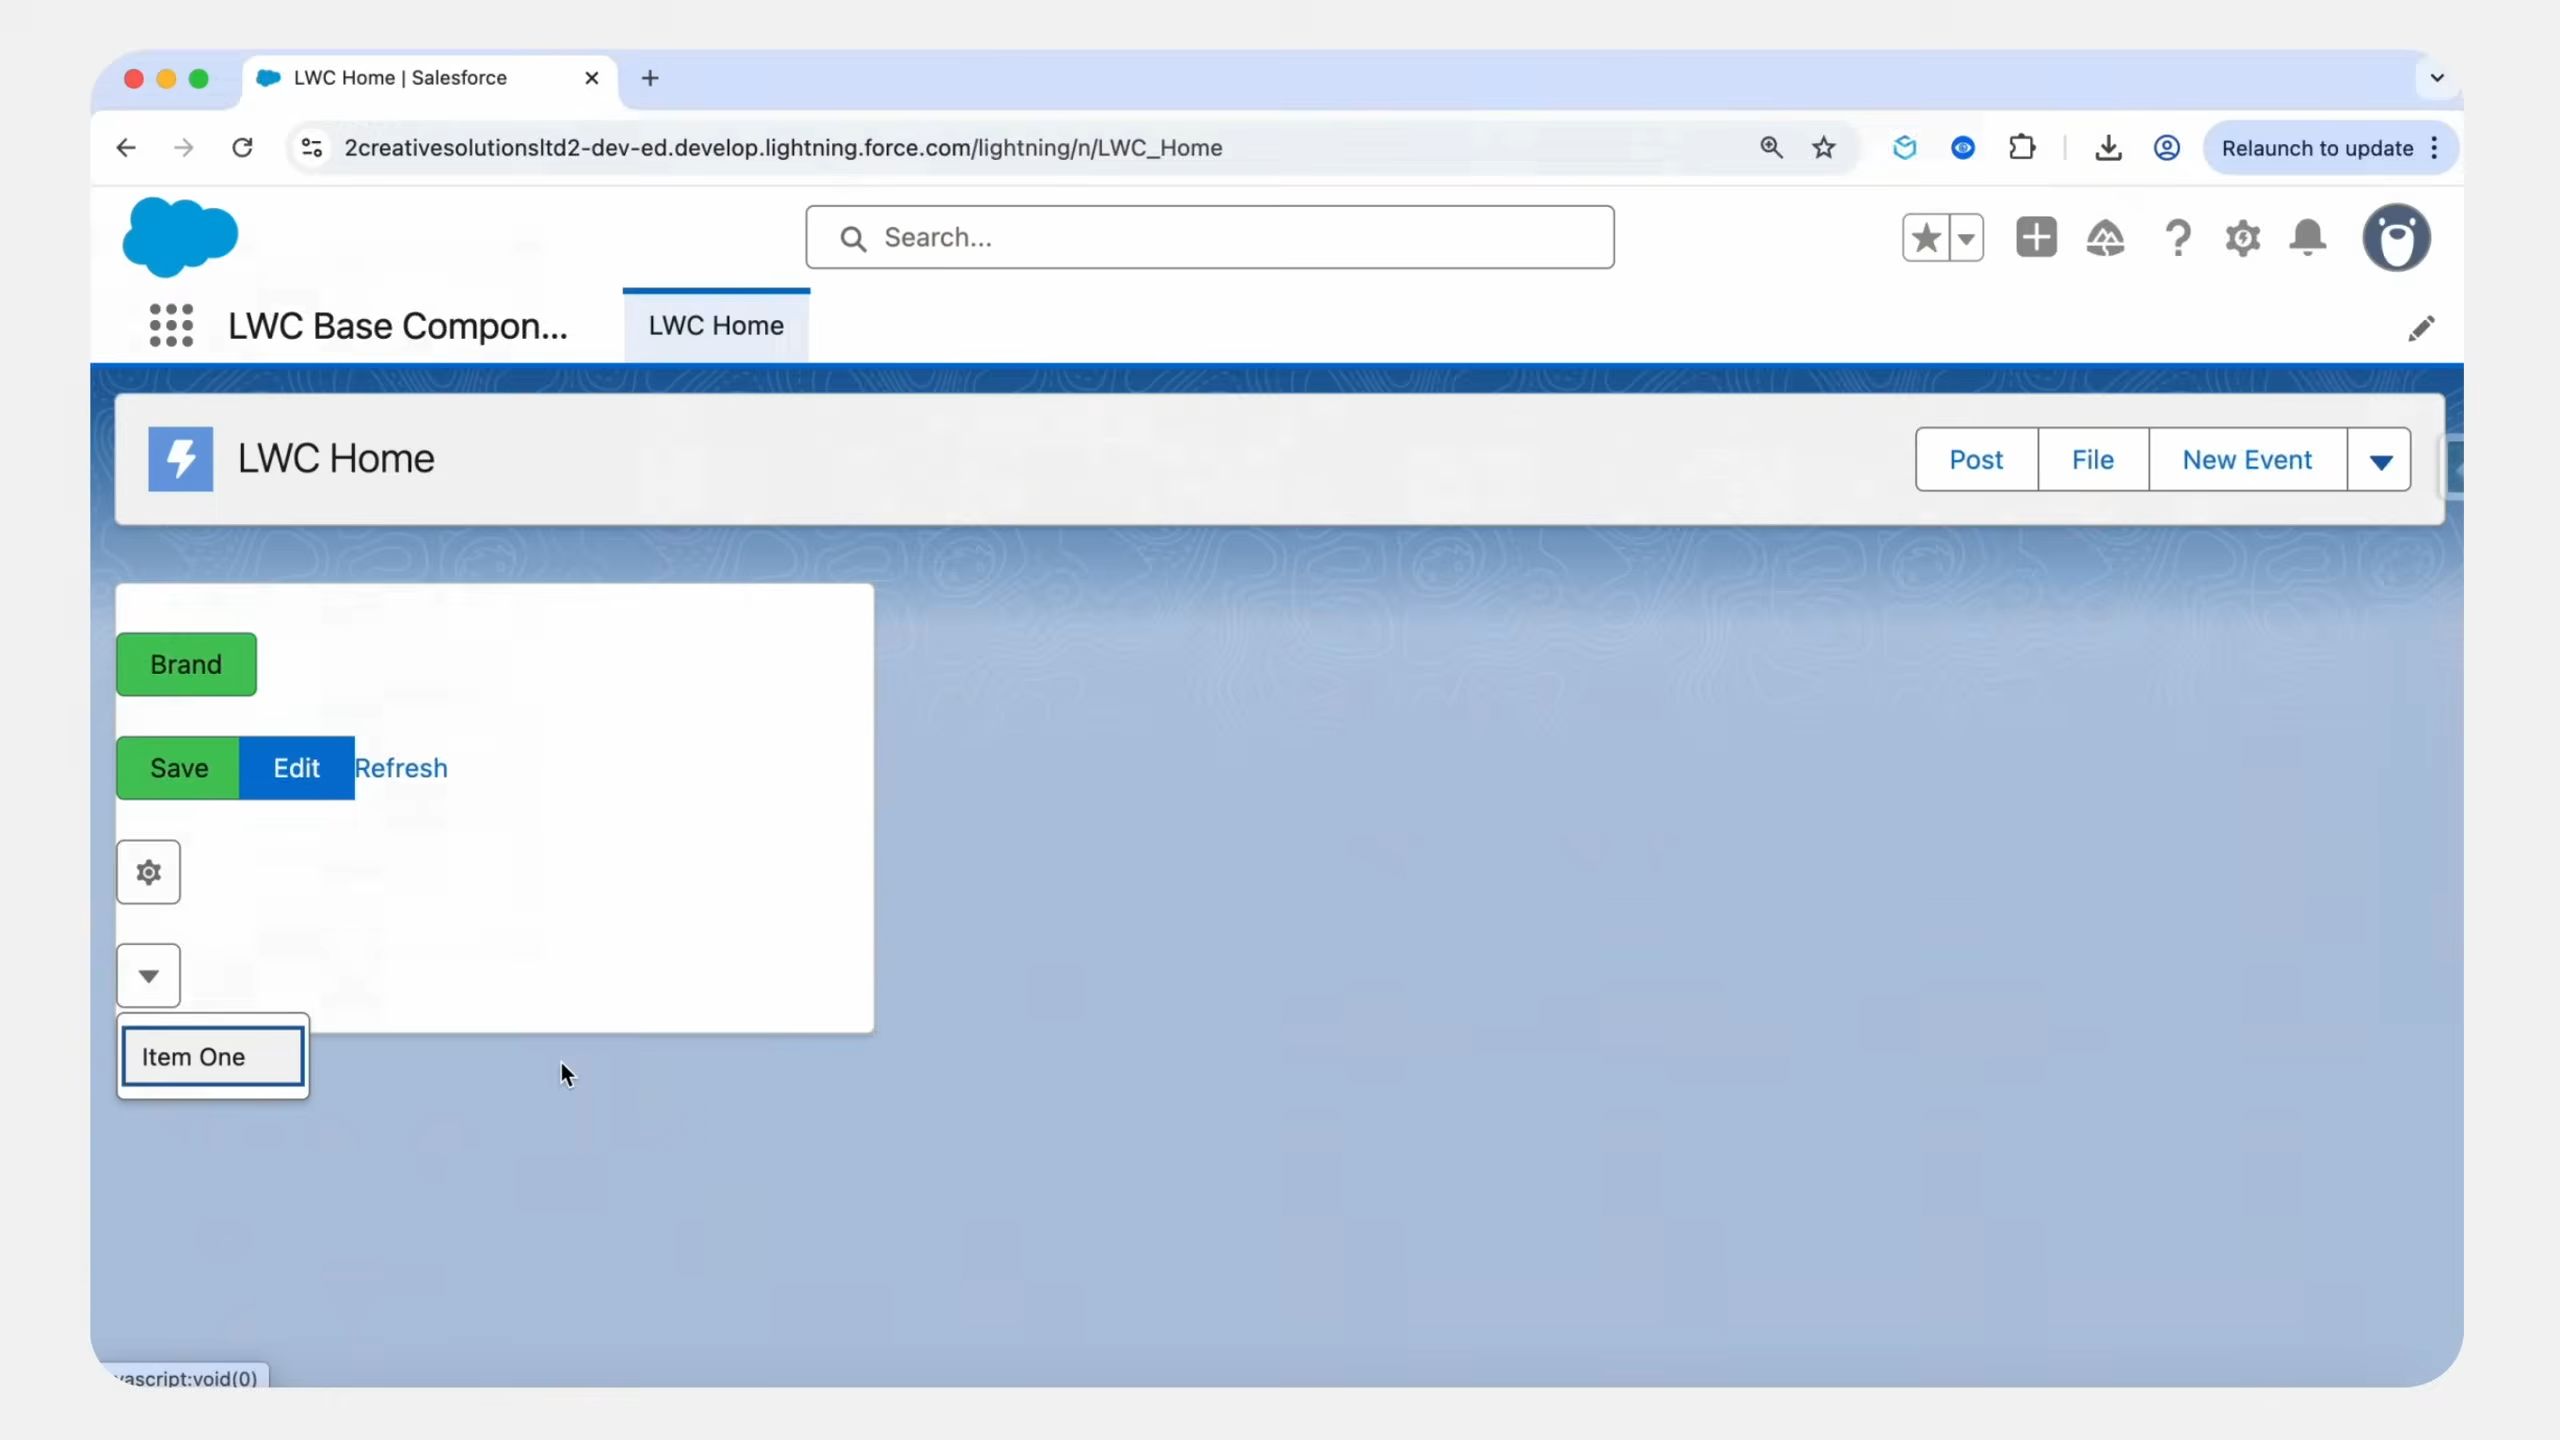 LWC Home | Salesforce
2creativesolutionsltd2-dev-ed.develop.lightning.force.com/lightning/n/LWC_Home
Relaunch to update
Search...
LWC Base Compon...
LWC Home
LWC Home
Post
File
New Event
Brand
Save
Edit
Refresh
Item One
vascript:void(0)